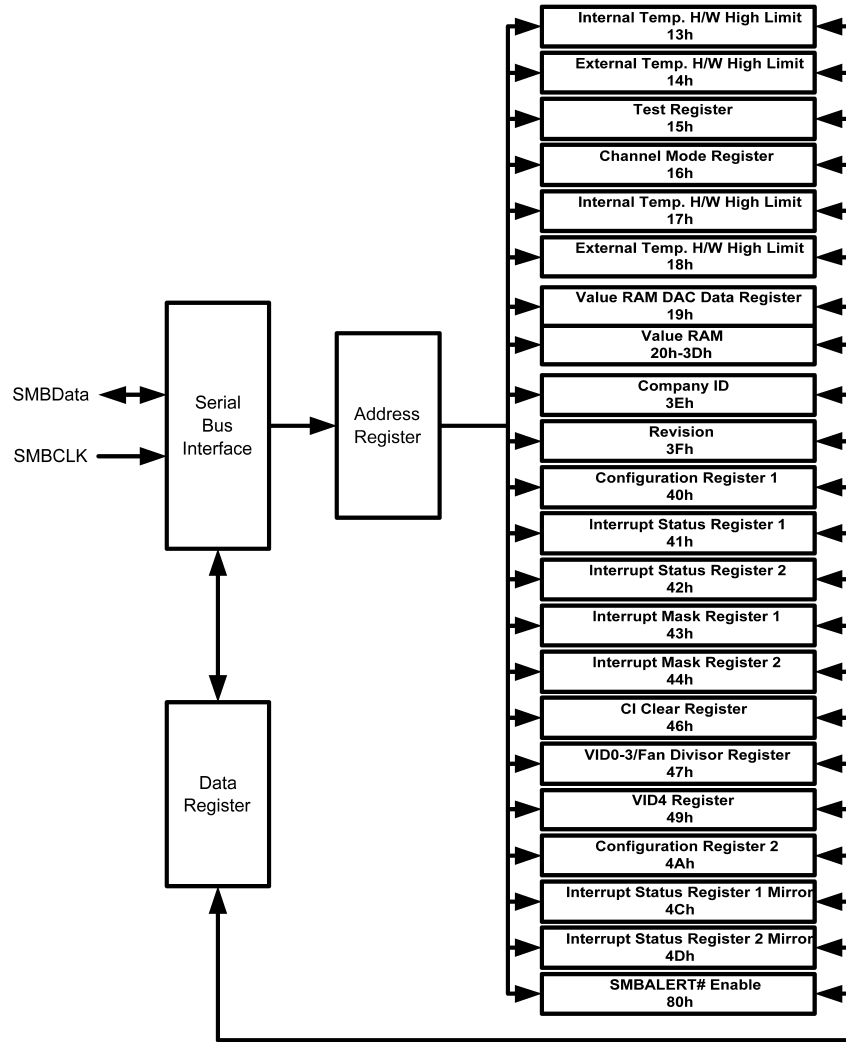 Internal Temp. H/W High Limit
13h
External Temp. H/W High Limit
14h
Test Register
15h
Channel Mode Register
16h
Internal Temp. H/W High Limit
17h
External Temp. H/W High Limit
18h
Value RAM DAC Data Register
19h
Value RAM
20h-3Dh
Company ID
3Eh
Revision
3Fh
Configuration Register 1
40h
Interrupt Status Register 1
41h
Interrupt Status Register 2
42h
Interrupt Mask Register 1
43h
Interrupt Mask Register 2
44h
CI Clear Register
46h
VID0-3/Fan Divisor Register
47h
VID4 Register
49h
Configuration Register 2
4Ah
Interrupt Status Register 1 Mirror
4Ch
Interrupt Status Register 2 Mirror
4Dh
SMBALERT# Enable
80h
SMBData
SMBCLK
Serial
Bus
Interface
Address
Register
Data
Register